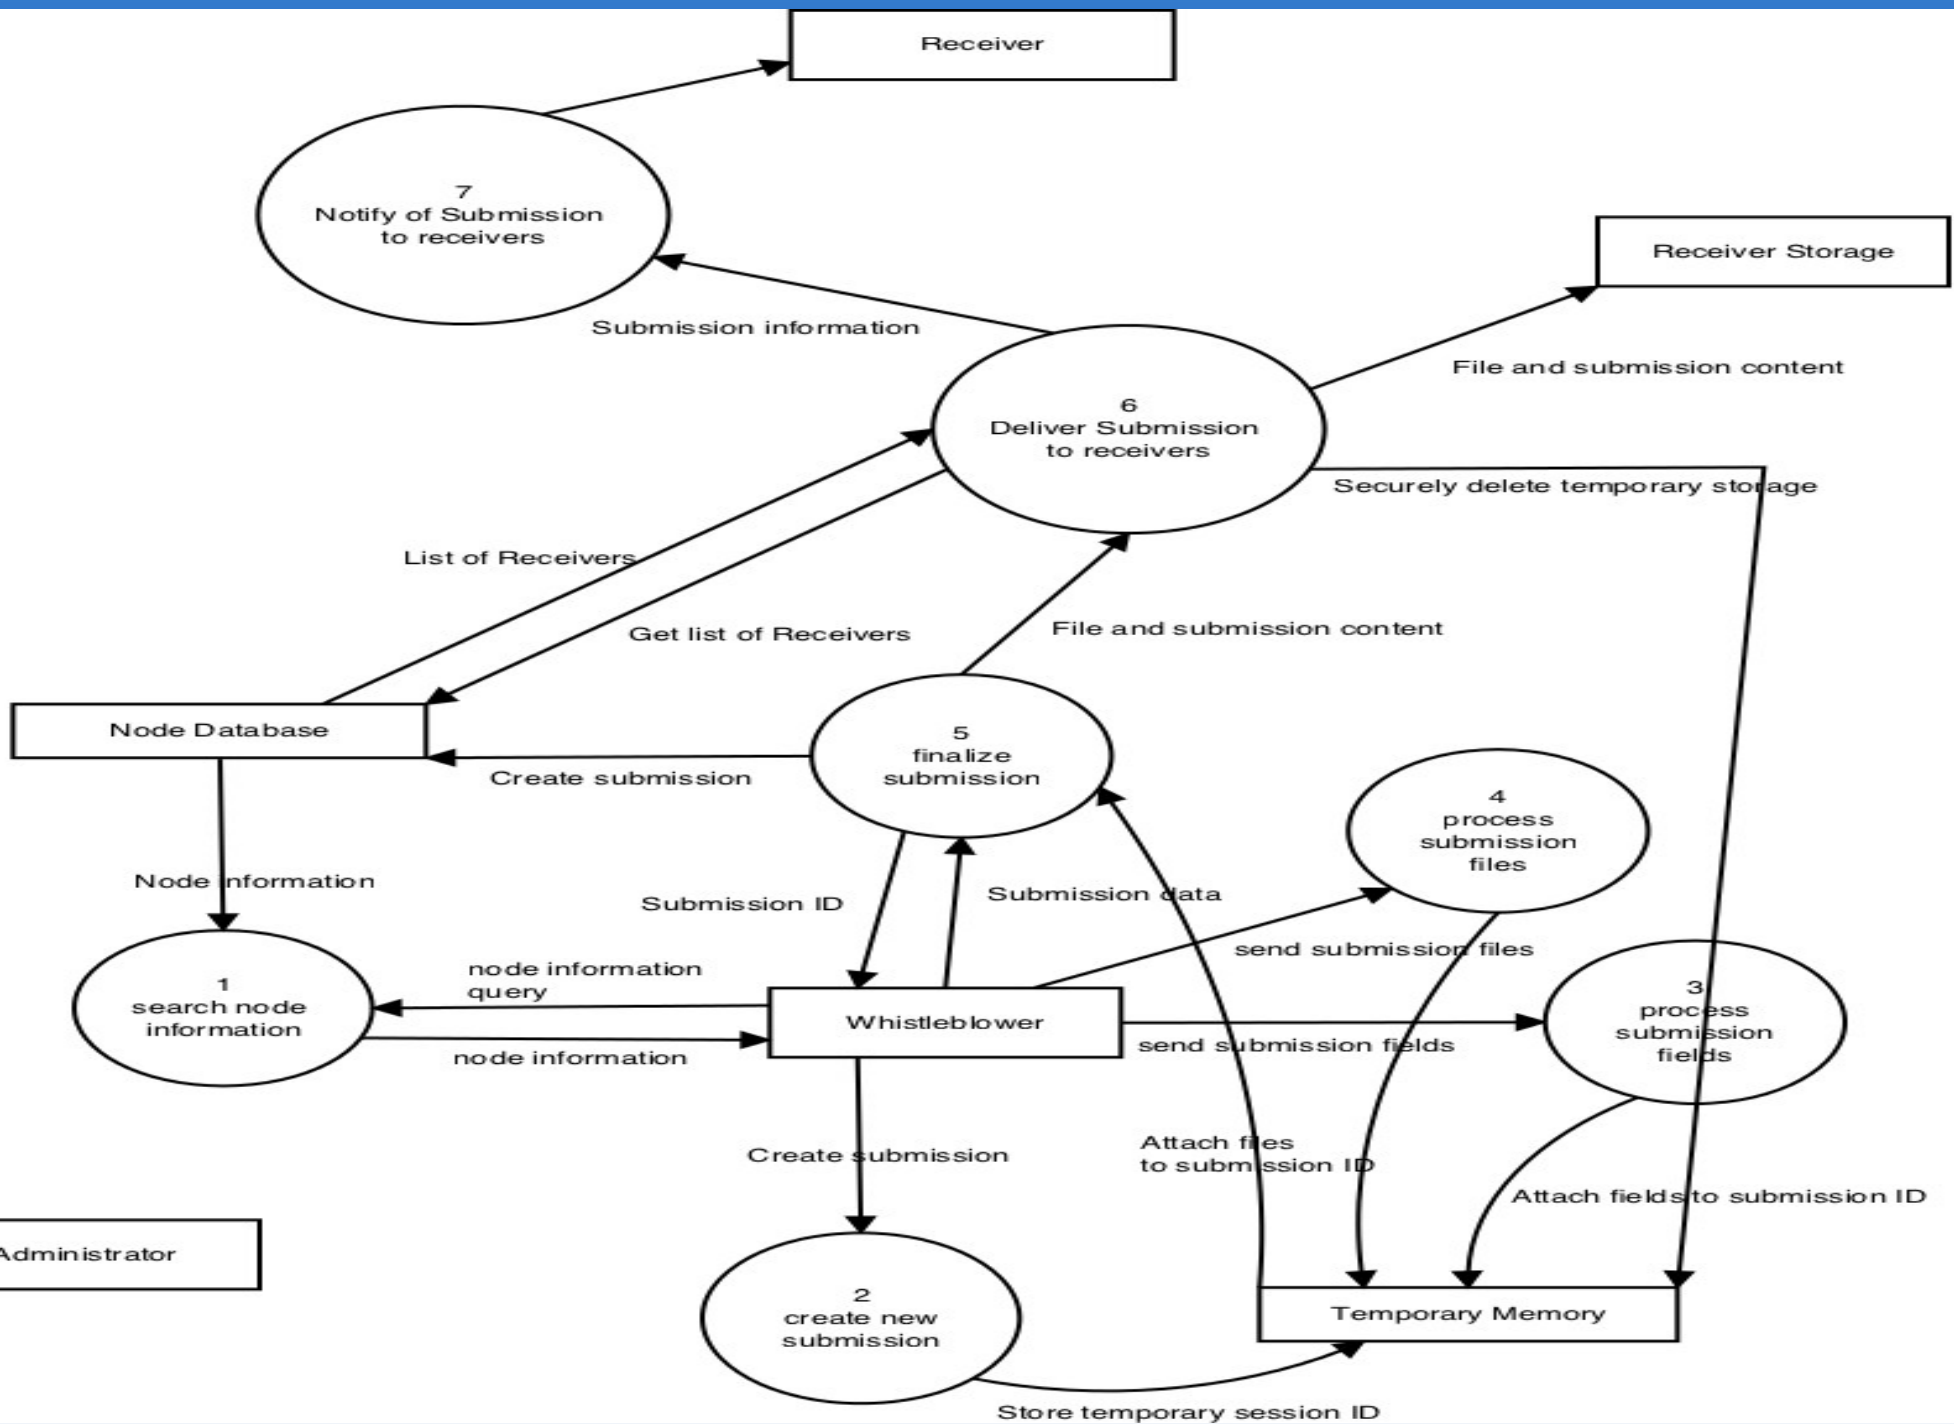 Receiver
7
Notify of Submission
to receivers
Receiver Storage
Submission information
File and submission content
6
Deliver Submission
to receivers
Securely delete temporary storage
List of Receivers
Get list of Receivers
File and submission content
Node Database
5
finalize
submission
Create submission
4
process
submission
files
Node information
Submission ID
Submission data
send submission files
1
search node
information
node information
query
Whistleblower
3
process
submission
fields
node information
send submission fields
Create submission
Attach files
to submission ID
Attach fields to submission ID
Administrator
2
create new
submission
Temporary Memory
Store temporary session ID